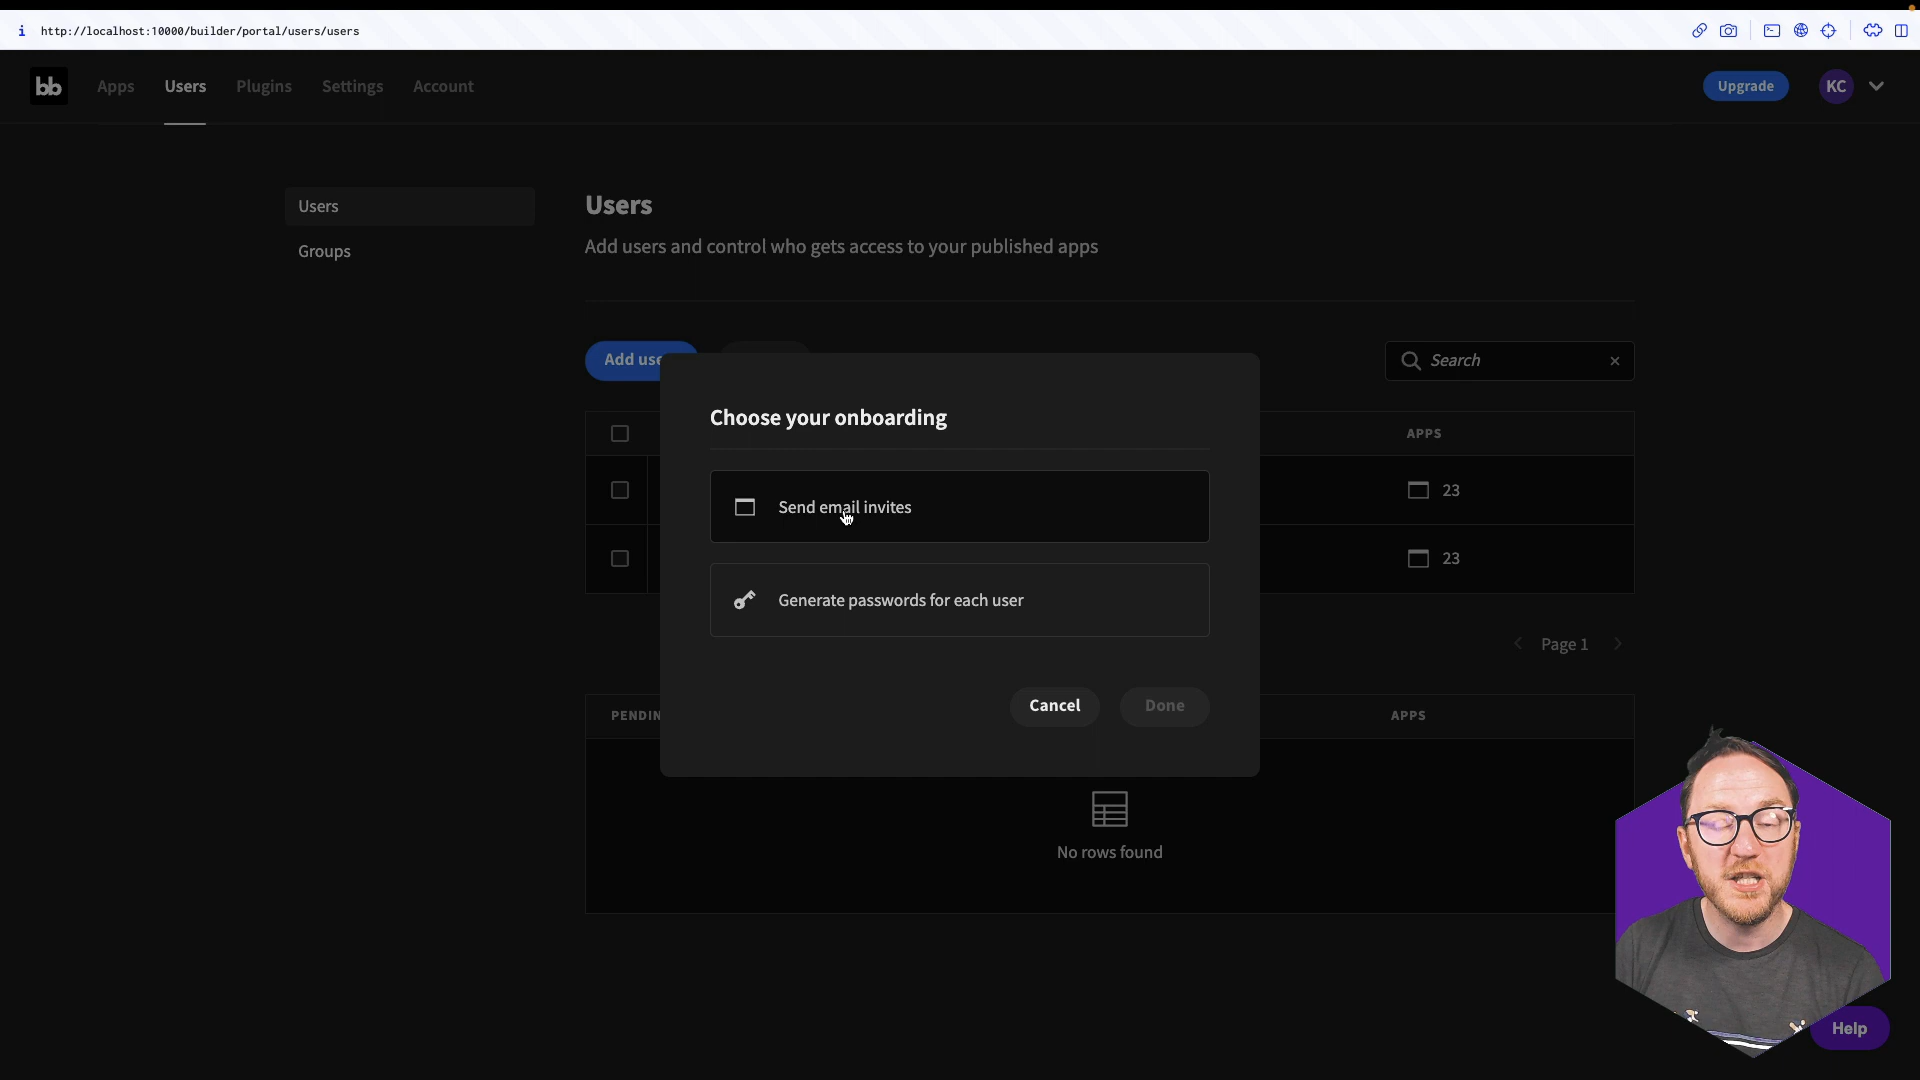 http://localhost:10000/builder/portal/users/users
bb
Apps
Users
Plugins
Settings
Account
Upgrade
KC
Users
Groups
Users
Add users and control who gets access to your published apps
Add use
Search
APPS
23
23
Page 1
PENDIN
APPS
No rows found
Choose your onboarding
Send email invites
Generate passwords for each user
Cancel
Done
Help